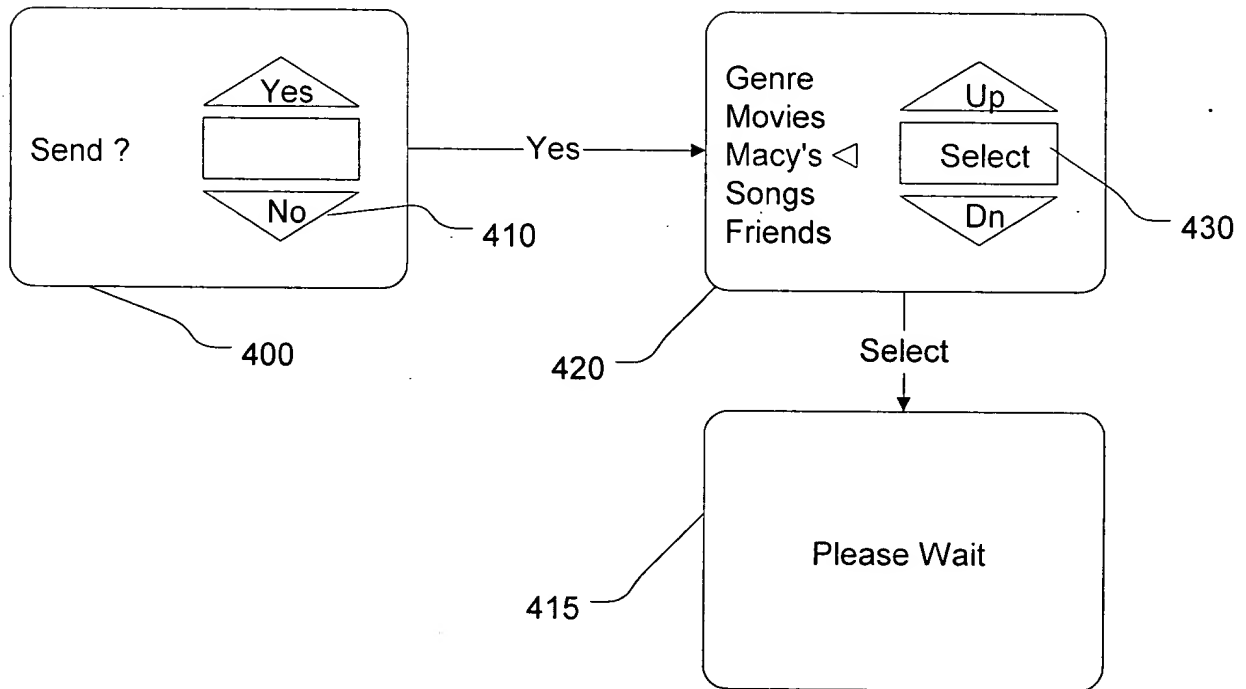 Yes
Send ?
No
410
400
Yes
Genre
Movies
Macy's
Songs
Friends
Up
Select
Dn
430
420
Select
Please Wait
415